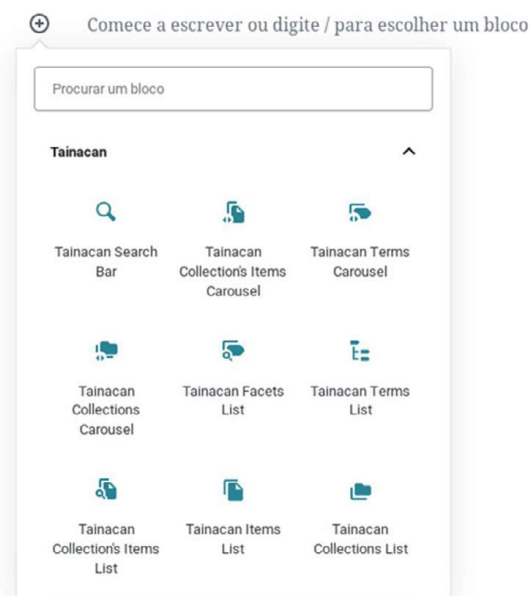 Comece a escrever ou digite / para escolher um bloco
Procurar um bloco
Tainacan
Tainacan Search
Bar
Tainacan
Collection's Items
Carousel
Tainacan Terms
Carousel
Tainacan
Collections
Carousel
Tainacan Facets
List
Tainacan Terms
List
Tainacan
Collection's Items
List
Tainacan Items
List
Tainacan
Collections List